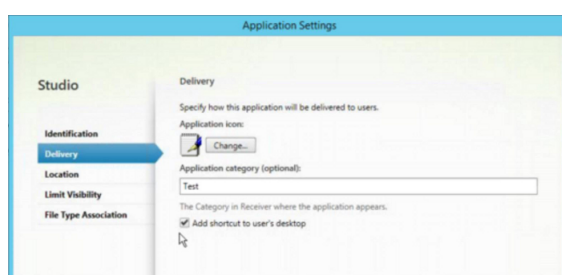 Application Settings
Studio
Identification
Delivery
Location
Limit Visibility
File Type Association
Delivery
Specify how this application will be delivered to users.
Application icon:
Change...
Application category (optional):
Test
The Category in Receiver where the application appears.
Add shortcut to user's desktop